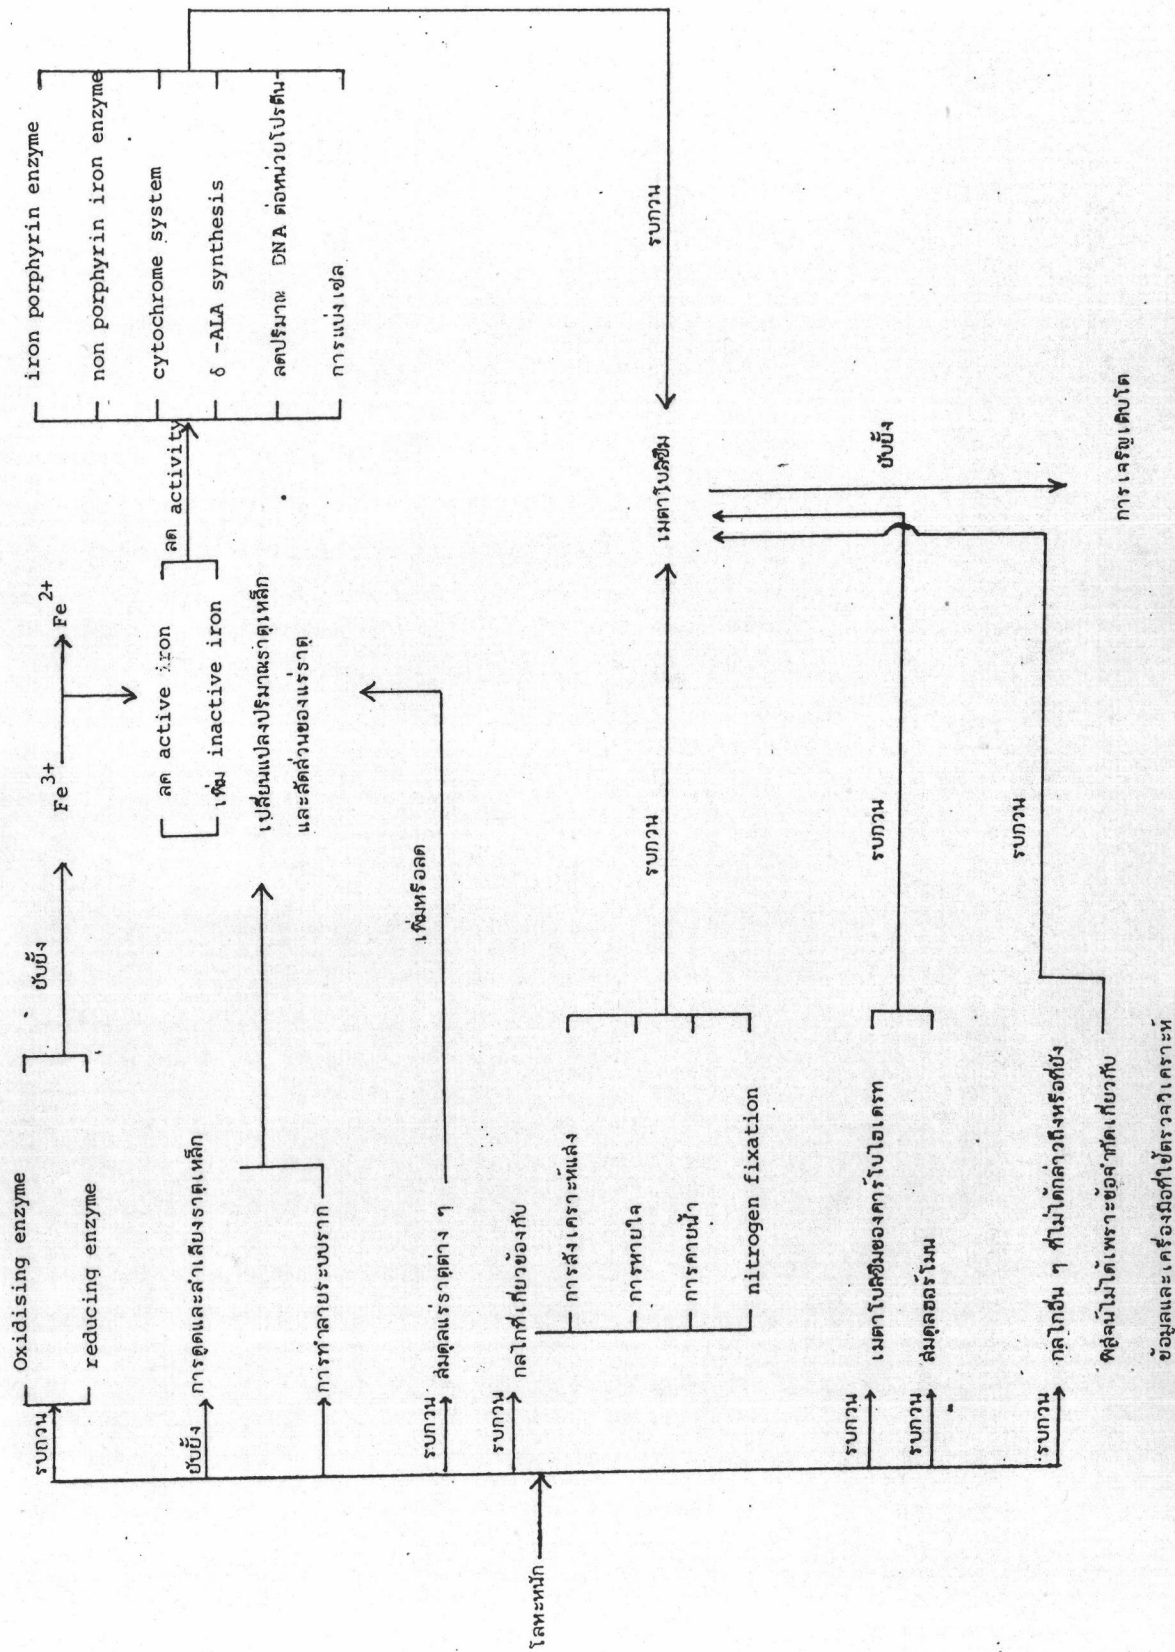 โลหะหนัก
รบกวน
Oxidising enzyme
reducing enzyme
ยับยั้ง
Fe3+
Fe2+
ลด active iron
เพิ่ม inactive iron
ลด activity
iron porphyrin enzyme
non porphyrin iron enzyme
cytochrome system
δ -ALA synthesis
ลดปริมาณ DNA ต่อหน่วยโปรตีน
การแบ่งเซล
ยับยั้ง
การดูดและลำเลียงธาตุเหล็ก
การทำลายระบบราก
เปลี่ยนแปลงปริมาณธาตุเหล็ก
และสัดส่วนของแร่ธาตุ
รบกวน
สมดุลแร่ธาตุต่าง ๆ
เพิ่มหรือลด
รบกวน
กลไกที่เกี่ยวข้องกับ
การสังเคราะห์แสง
การหายใจ
การคายน้ำ
nitrogen fixation
รบกวน
เมตาโบลิซึม
รบกวน
ยับยั้ง
การเจริญเติบโต
รบกวน
เมตาโบลิซึมของคาร์โบไฮเดรท
รบกวน
สมดุลฮอร์โมน
รบกวน
รบกวน
กลไกอื่น ๆ ที่ไม่ได้กล่าวถึงหรือที่ยัง
พิสูจน์ไม่ได้เพราะข้อจำกัดเกี่ยวกับ
ข้อมูลและเครื่องมือที่ใช้ตรวจวิเคราะห์
รบกวน